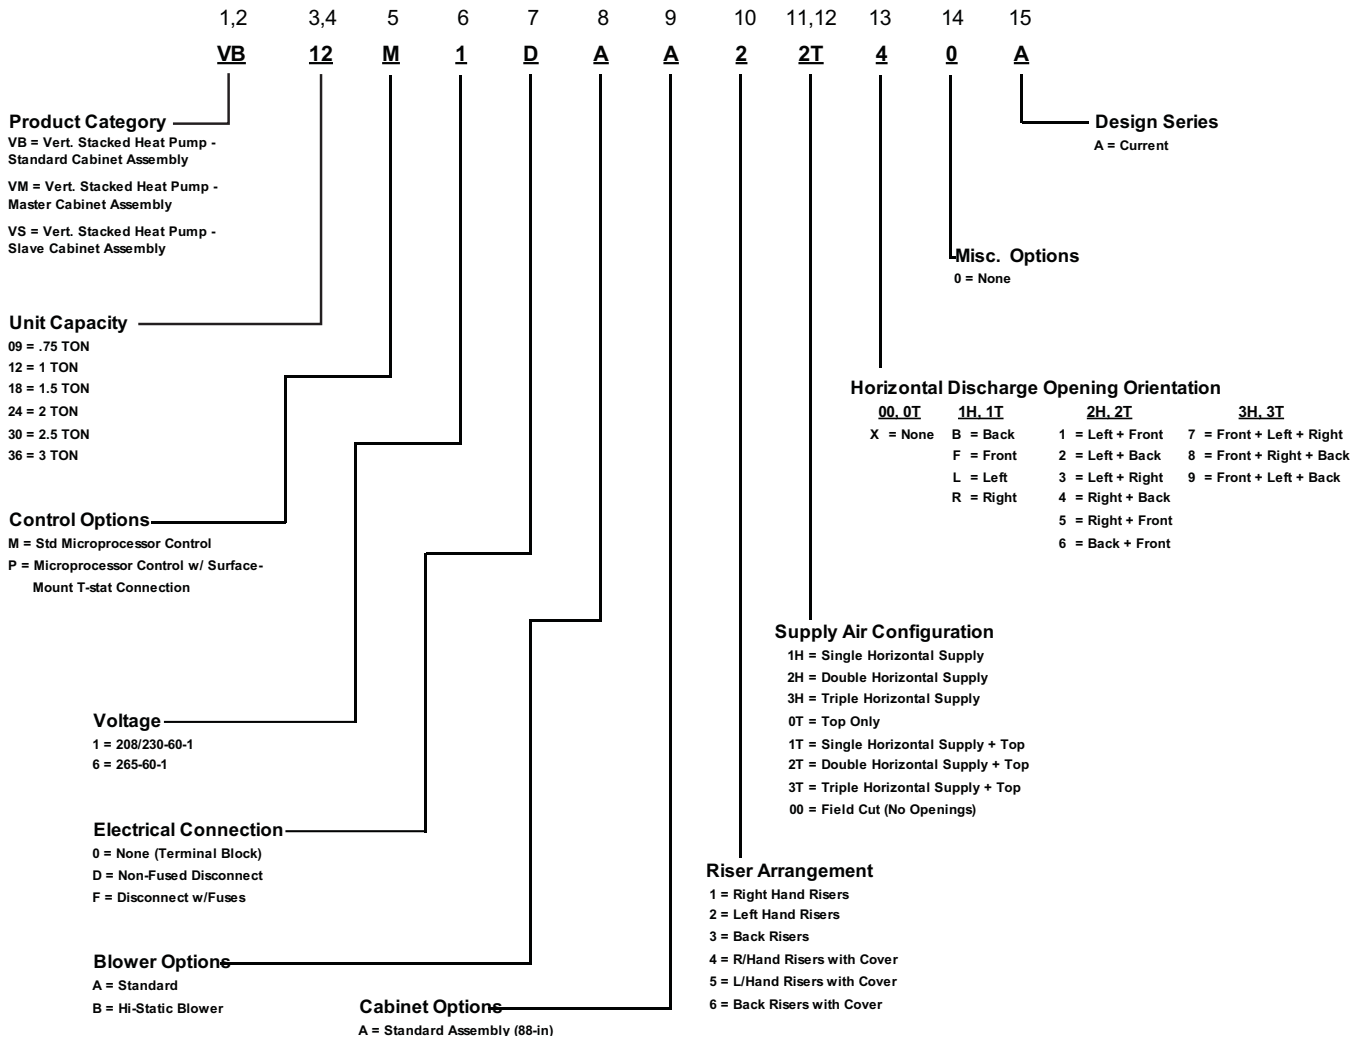 1,2 3,4 5 6 7 8 9 10 11,12 13 14 15
VB 12 M 1 D A A 2 2T 4 0 A
Product Category
VB = Vert. Stacked Heat Pump -
Standard Cabinet Assembly
VM = Vert. Stacked Heat Pump -
Master Cabinet Assembly
VS = Vert. Stacked Heat Pump -
Slave Cabinet Assembly
Unit Capacity
09 = .75 TON
12 = 1 TON
18 = 1.5 TON
24 = 2 TON
30 = 2.5 TON
36 = 3 TON
Control Options
M = Std Microprocessor Control
P = Microprocessor Control w/ Surface-
Mount T-stat Connection
Voltage
1 = 208/230-60-1
6 = 265-60-1
Electrical Connection
0 = None (Terminal Block)
D = Non-Fused Disconnect
F = Disconnect w/Fuses
Blower Options
A = Standard
B = Hi-Static Blower
Cabinet Options
A = Standard Assembly (88-in)
Riser Arrangement
1 = Right Hand Risers
2 = Left Hand Risers
3 = Back Risers
4 = R/Hand Risers with Cover
5 = L/Hand Risers with Cover
6 = Back Risers with Cover
Supply Air Configuration
1H = Single Horizontal Supply
2H = Double Horizontal Supply
3H = Triple Horizontal Supply
0T = Top Only
1T = Single Horizontal Supply + Top
2T = Double Horizontal Supply + Top
3T = Triple Horizontal Supply + Top
00 = Field Cut (No Openings)
Horizontal Discharge Opening Orientation
00, 0T 1H, 1T 2H, 2T 3H, 3T
X = None B = Back 1 = Left + Front 7 = Front + Left + Right
F = Front 2 = Left + Back 8 = Front + Right + Back
L = Left 3 = Left + Right 9 = Front + Left + Back
R = Right 4 = Right + Back
5 = Right + Front
6 = Back + Front
Misc. Options
0 = None
Design Series
A = Current